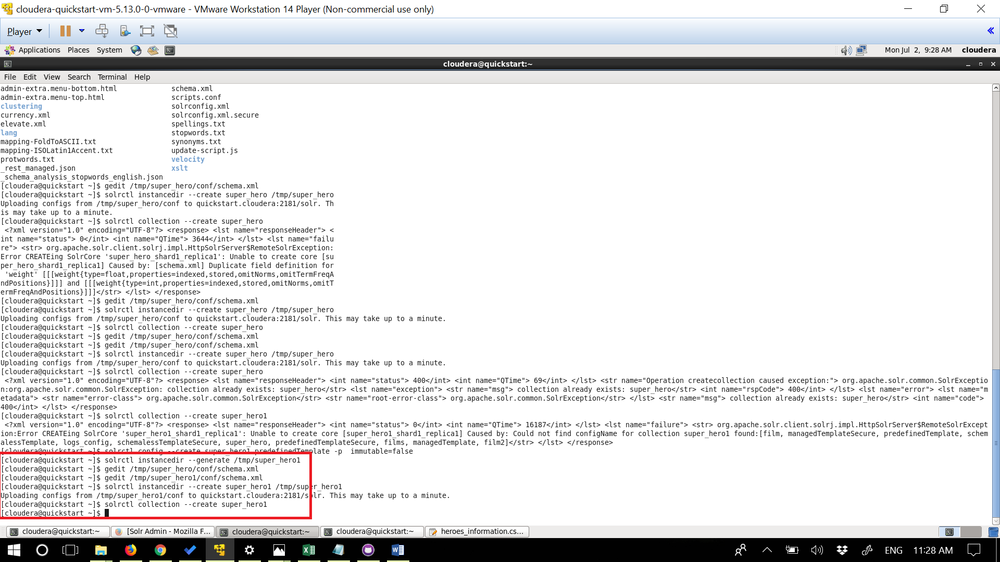 cloudera-quickstart-vm-5.13.0-0-vmware - VMware Workstation 14 Player (Non-commercial use only)
Player
Applications Places System Mon Jul 2, 9:28 AM cloudera
cloudera@quickstart:~
File Edit View Search Terminal Help
admin-extra.menu-bottom.html schema.xml
admin-extra.menu-top.html scripts.conf
clustering solrconfig.xml
currency.xml solrconfig.xml.secure
elevate.xml spellings.txt
lang stopwords.txt
mapping-FoldToASCII.txt synonyms.txt
mapping-ISOLatin1Accent.txt update-script.js
protwords.txt velocity
_rest_managed.json xslt
_schema_analysis_stopwords_english.json
[cloudera@quickstart ~]$ gedit /tmp/super_hero/conf/schema.xml
[cloudera@quickstart ~]$ solrctl instancedir --create super_hero /tmp/super_hero
Uploading configs from /tmp/super_hero/conf to quickstart.cloudera:2181/solr. Th
is may take up to a minute.
[cloudera@quickstart ~]$ solrctl collection --create super_hero
<?xml version="1.0" encoding="UTF-8"?> <response> <lst name="responseHeader"> <
int name="status"> 0</int> <int name="QTime"> 3644</int> </lst> <lst name="failu
re"> <str> org.apache.solr.client.solrj.impl.HttpSolrServer$RemoteSolrException:
Error CREATEing SolrCore 'super_hero_shard1_replica1': Unable to create core [su
per_hero_shard1_replica1] Caused by: [schema.xml] Duplicate field definition for
'weight' [[[weight{type=float,properties=indexed,stored,omitNorms,omitTermFreqA
ndPositions}]]] and [[[weight{type=int,properties=indexed,stored,omitNorms,omitT
ermFreqAndPositions}]]]</str> </lst> </response>
[cloudera@quickstart ~]$ gedit /tmp/super_hero/conf/schema.xml
[cloudera@quickstart ~]$ solrctl instancedir --create super_hero /tmp/super_hero
Uploading configs from /tmp/super_hero/conf to quickstart.cloudera:2181/solr. This may take up to a minute.
[cloudera@quickstart ~]$ solrctl collection --create super_hero
[cloudera@quickstart ~]$ gedit /tmp/super_hero/conf/schema.xml
[cloudera@quickstart ~]$ gedit /tmp/super_hero/conf/schema.xml
[cloudera@quickstart ~]$ solrctl instancedir --create super_hero /tmp/super_hero
Uploading configs from /tmp/super_hero/conf to quickstart.cloudera:2181/solr. This may take up to a minute.
[cloudera@quickstart ~]$ solrctl collection --create super_hero
<?xml version="1.0" encoding="UTF-8"?> <response> <lst name="responseHeader"> <int name="status"> 400</int> <int name="QTime"> 69</int> </lst> <str name="Operation createcollection caused exception:"> org.apache.solr.common.SolrExceptio
n:org.apache.solr.common.SolrException: collection already exists: super_hero</str> <lst name="exception"> <str name="msg"> collection already exists: super_hero</str> <int name="rspCode"> 400</int> </lst> <lst name="error"> <lst name="m
etadata"> <str name="error-class"> org.apache.solr.common.SolrException</str> <str name="root-error-class"> org.apache.solr.common.SolrException</str> </lst> <str name="msg"> collection already exists: super_hero</str> <int name="code">
400</int> </lst> </response>
[cloudera@quickstart ~]$ solrctl collection --create super_hero1
<?xml version="1.0" encoding="UTF-8"?> <response> <lst name="responseHeader"> <int name="status"> 0</int> <int name="QTime"> 16187</int> </lst> <lst name="failure"> <str> org.apache.solr.client.solrj.impl.HttpSolrServer$RemoteSolrExcept
ion:Error CREATEing SolrCore 'super_hero1_shard1_replica1': Unable to create core [super_hero1_shard1_replica1] Caused by: Could not find configName for collection super_hero1 found:[film, managedTemplateSecure, predefinedTemplate, schem
alessTemplate, logs_config, schemalessTemplateSecure, super_hero, predefinedTemplateSecure, films, managedTemplate, film2]</str> </lst> </response>
[cloudera@quickstart ~]$ solrctl config --create super_hero1 predefinedTemplate -p  immutable=false
[cloudera@quickstart ~]$ solrctl instancedir --generate /tmp/super_hero1
[cloudera@quickstart ~]$ gedit /tmp/super_hero/conf/schema.xml
[cloudera@quickstart ~]$ gedit /tmp/super_hero1/conf/schema.xml
[cloudera@quickstart ~]$ solrctl instancedir --create super_hero1 /tmp/super_hero1
Uploading configs from /tmp/super_hero1/conf to quickstart.cloudera:2181/solr. This may take up to a minute.
[cloudera@quickstart ~]$ solrctl collection --create super_hero1
[cloudera@quickstart ~]$
cloudera@quickstart:~ [Solr Admin - Mozilla F... cloudera@quickstart:~ cloudera@quickstart:~ heroes_information.cs...
ENG 11:28 AM